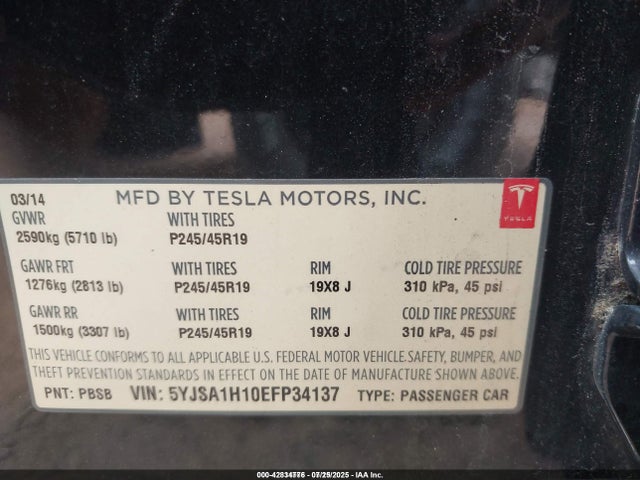 03/14 MFD BY TESLA MOTORS, INC.
GVWR WITH TIRES
2590kg (5710 lb) P245/45R19
TESLA
GAWR FRT WITH TIRES RIM COLD TIRE PRESSURE
1276kg (2813 lb) P245/45R19 19X8 J 310 kPa, 45 psi
GAWR RR WITH TIRES RIM COLD TIRE PRESSURE
1500kg (3307 lb) P245/45R19 19X8 J 310 kPa, 45 psi
THIS VEHICLE CONFORMS TO ALL APPLICABLE U.S. FEDERAL MOTOR VEHICLE SAFETY, BUMPER, AND
THEFT PREVENTION STANDARDS IN EFFECT ON THE DATE OF MANUFACTURE SHOWN ABOVE.
PNT: PBSB VIN: 5YJSA1H10EFP34137 TYPE: PASSENGER CAR
000-42834776 - 07/25/2025 - IAA Inc.